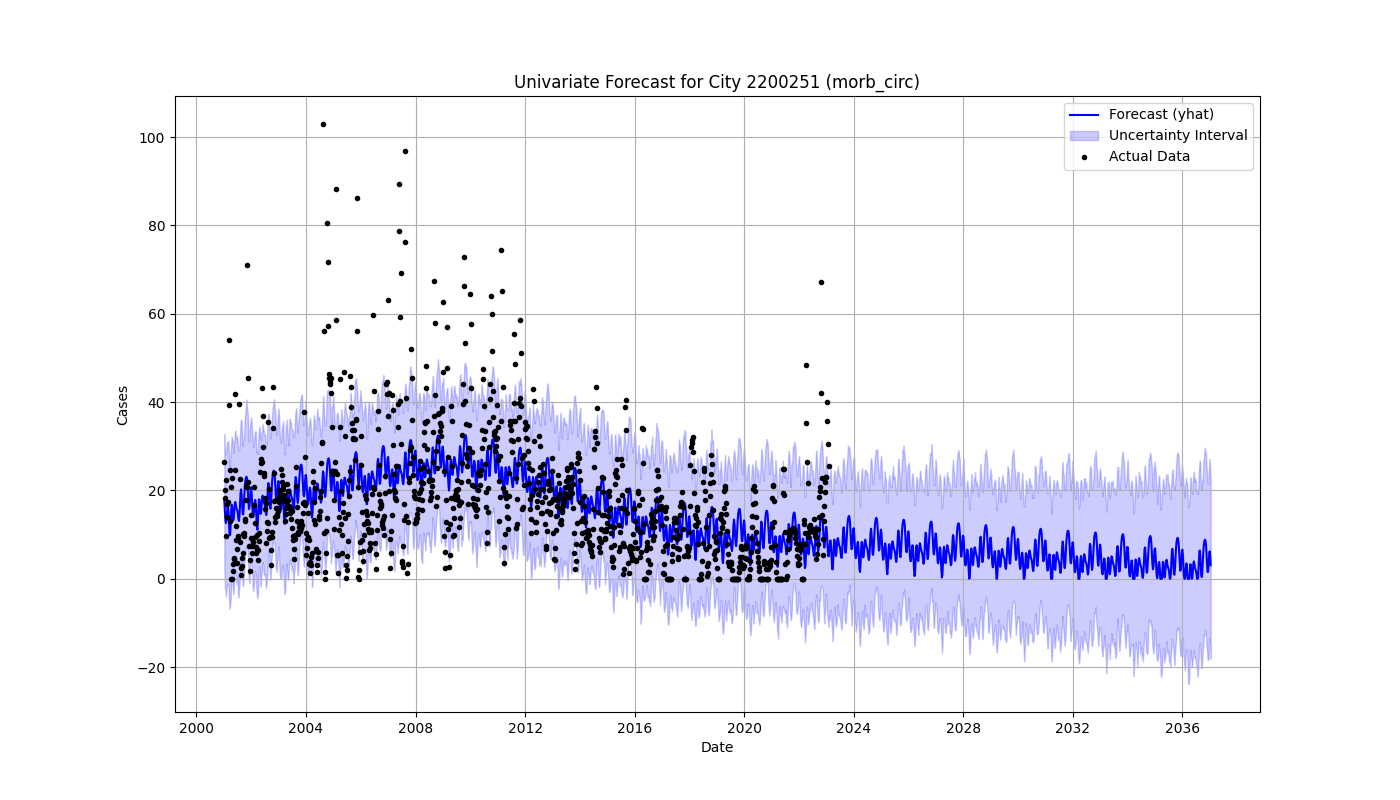 Univariate Forecast for City 2200251 (morb_circ)
Forecast (yhat)
Uncertainty Interval
Actual Data
100
80
60
40
20
0
−20
Cases
2000 2004 2008 2012 2016 2020 2024 2028 2032 2036
Date